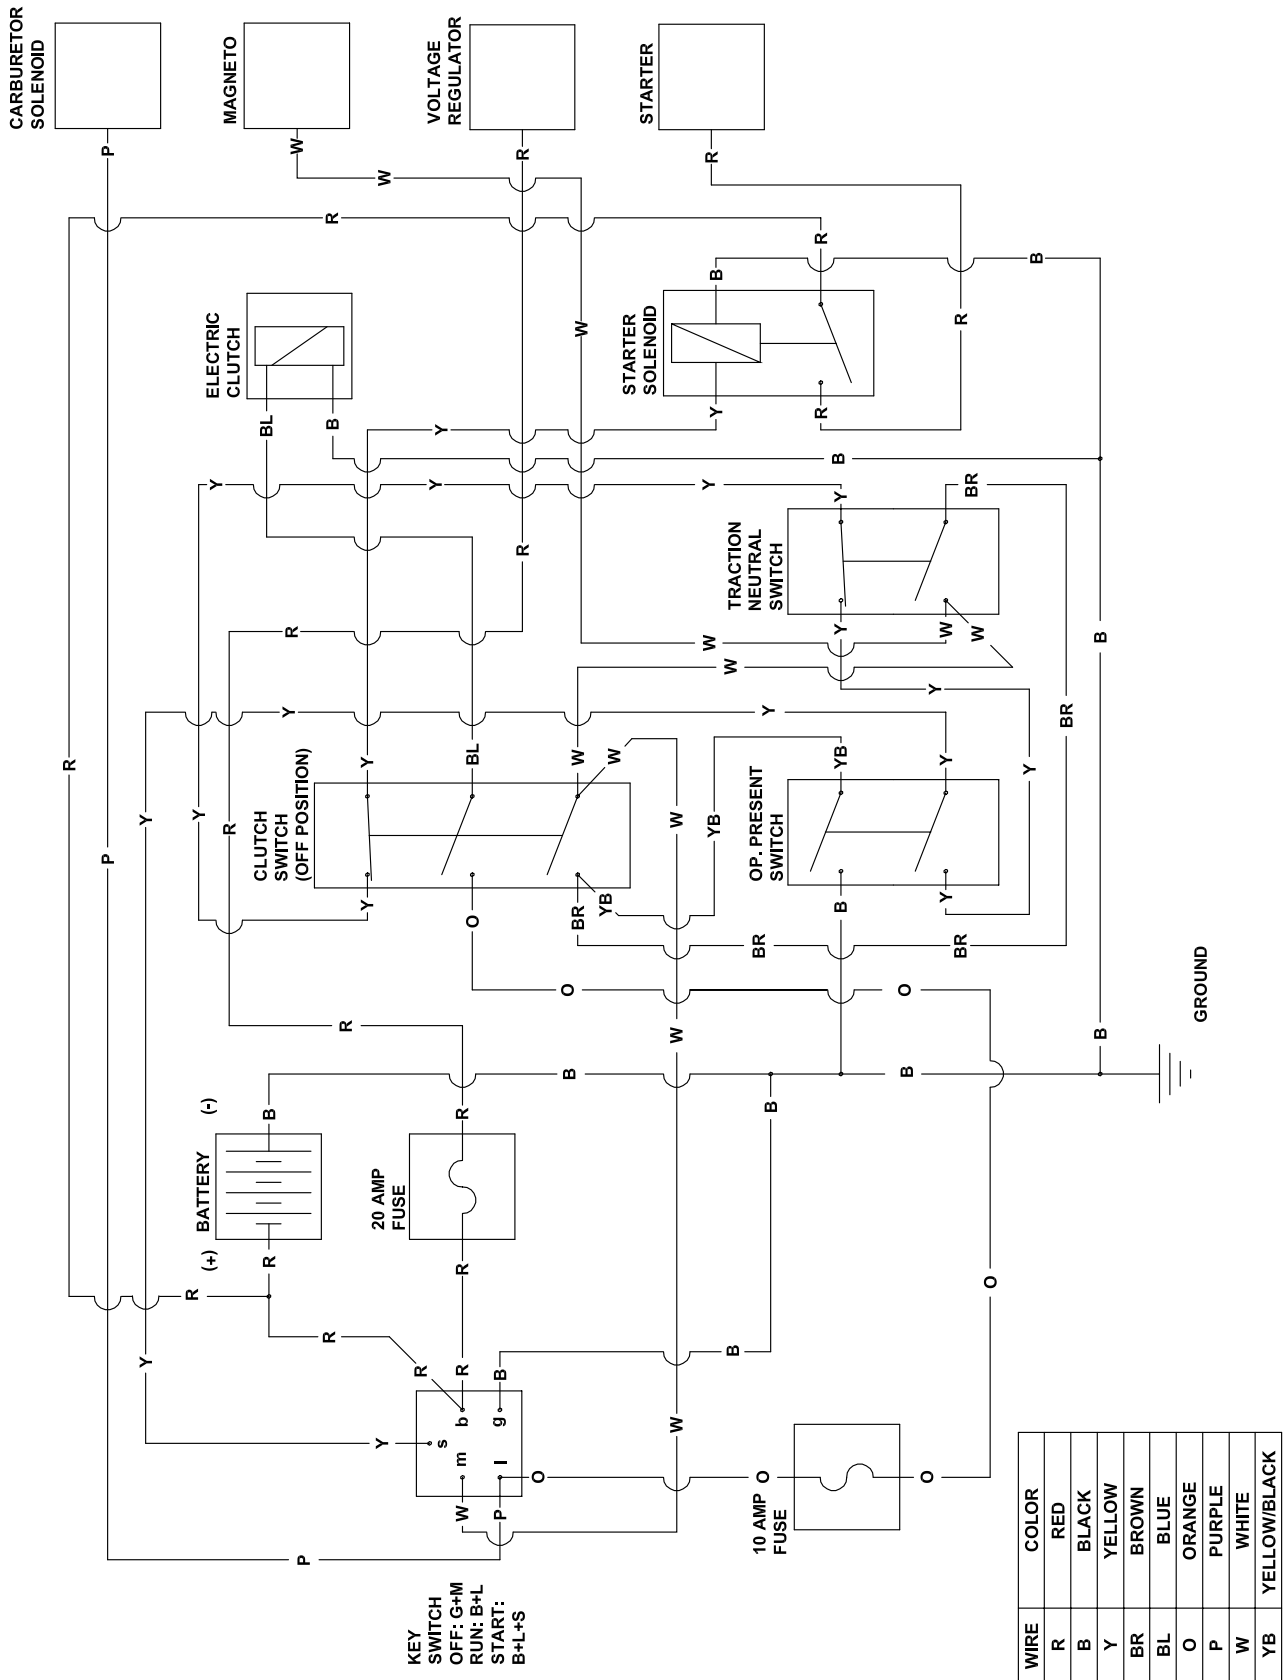 CARBURETOR
SOLENOID
MAGNETO
VOLTAGE
REGULATOR
STARTER
P
W
R
R
W
R
R
B
B
ELECTRIC
CLUTCH
STARTER
SOLENOID
W
R
BL
B
Y
Y
R
B
Y
Y
Y
Y
BR
TRACTION
NEUTRAL
SWITCH
R
R
Y
W
W
W
W
B
Y
Y
Y
BR
R
Y
BL
W
W
YB
Y
Y
CLUTCH
SWITCH
(OFF POSITION)
OP. PRESENT
SWITCH
Y
Y
R
W
YB
P
Y
O
BR
YB
B
Y
BR
BR
O
O
GROUND
R
W
B
B
B
B
B
R
(-)
BATTERY
20 AMP
FUSE
(+)
R
R
R
O
R
R
R
R
B
B
Y
Y
s
b
m
g
l
W
W
P
O
O
O
10 AMP
FUSE
P
KEY
SWITCH
OFF: G+M
RUN: B+L
START:
B+L+S
WIRE COLOR
R RED
B BLACK
Y YELLOW
BR BROWN
BL BLUE
O ORANGE
P PURPLE
W WHITE
YB YELLOW/BLACK